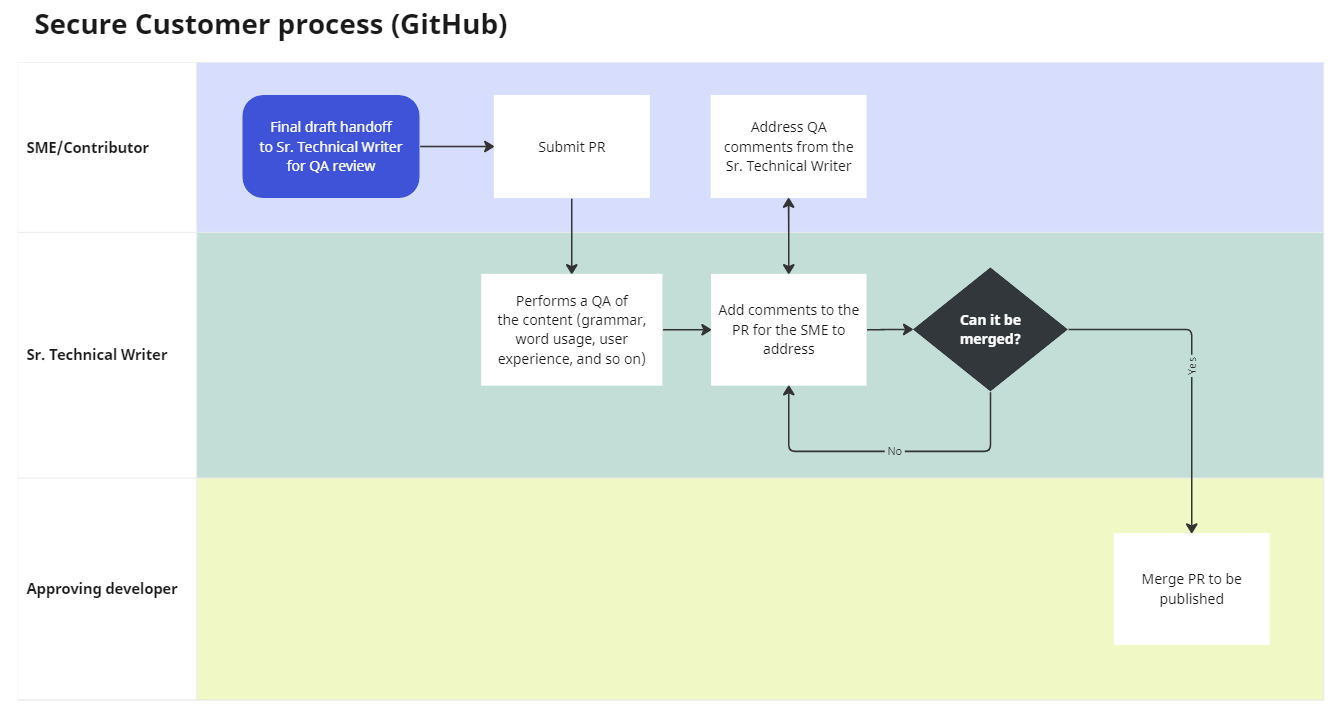 Secure Customer process (GitHub)
SME/Contributor
Final draft handoff
to Sr. Technical Writer
for QA review
Submit PR
Address QA
comments from the
Sr. Technical Writer
Sr. Technical Writer
Performs a QA of
the content (grammar,
word usage, user
experience, and so on)
Add comments to the
PR for the SME to
address
Can it be
merged?
Yes
No
Approving developer
Merge PR to be
published